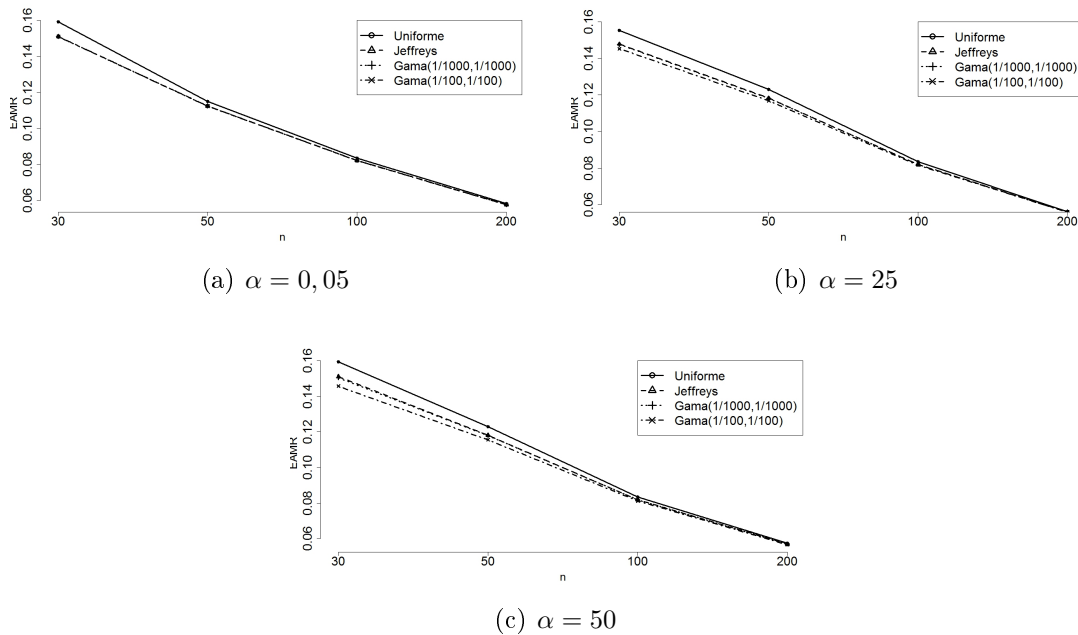 0.16
0.14
0.12
0.10
0.08
0.06
EAMR
30
50
100
200
n
Uniforme
Jeffreys
Gama(1/1000,1/1000)
Gama(1/100,1/100)
(a) α = 0, 05
0.16
0.14
0.12
0.10
0.08
0.06
EAMR
30
50
100
200
n
Uniforme
Jeffreys
Gama(1/1000,1/1000)
Gama(1/100,1/100)
(b) α = 25
0.16
0.14
0.12
0.10
0.08
0.06
EAMR
30
50
100
200
n
Uniforme
Jeffreys
Gama(1/1000,1/1000)
Gama(1/100,1/100)
(c) α = 50